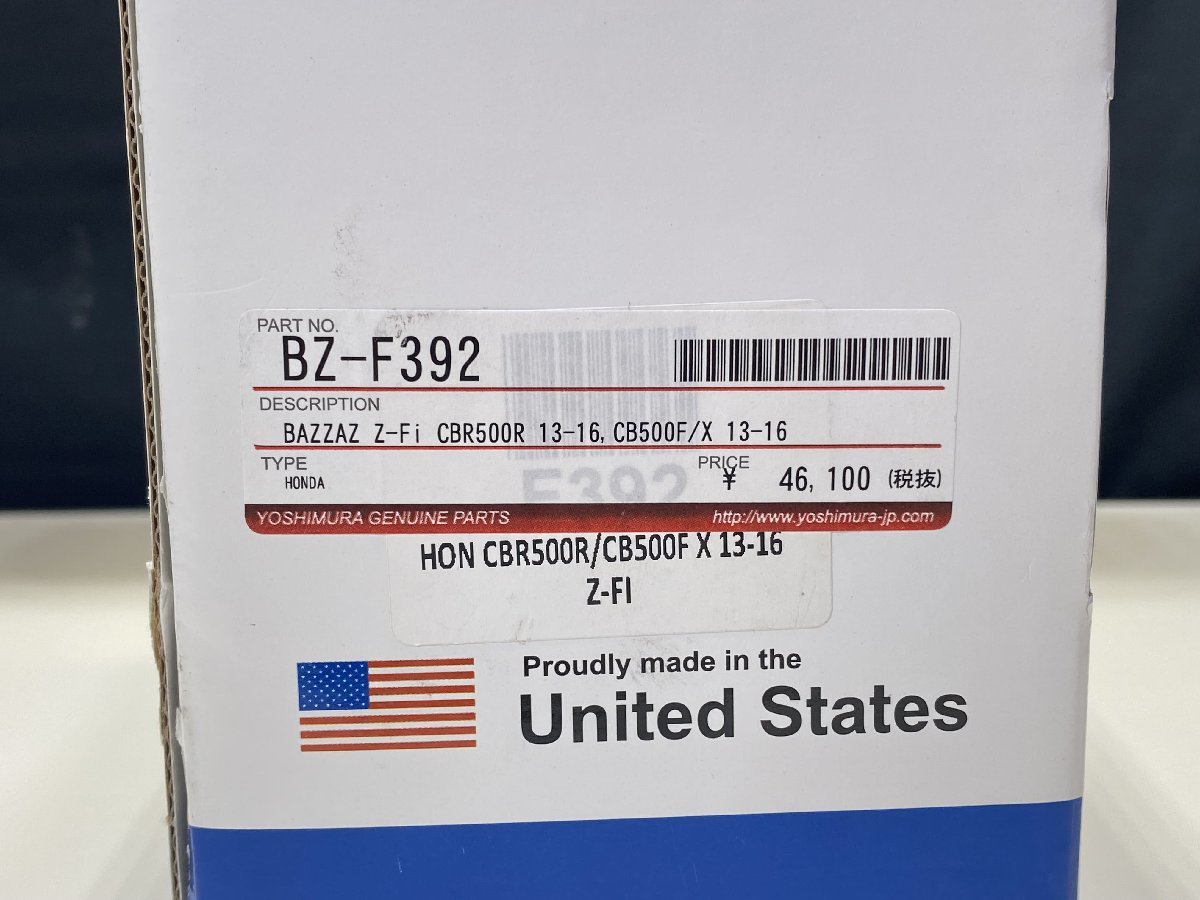 PART NO.
BZ-F392
DESCRIPTION
BAZZAZ Z-Fi CBR500R 13-16, CB500F/X 13-16
TYPE
HONDA
PRICE
¥ 46,100 (税抜)
YOSHIMURA GENUINE PARTS
http://www.yoshimura-jp.com
F392
HON CBR500R/CB500F X 13-16
Z-FI
Proudly made in the
United States